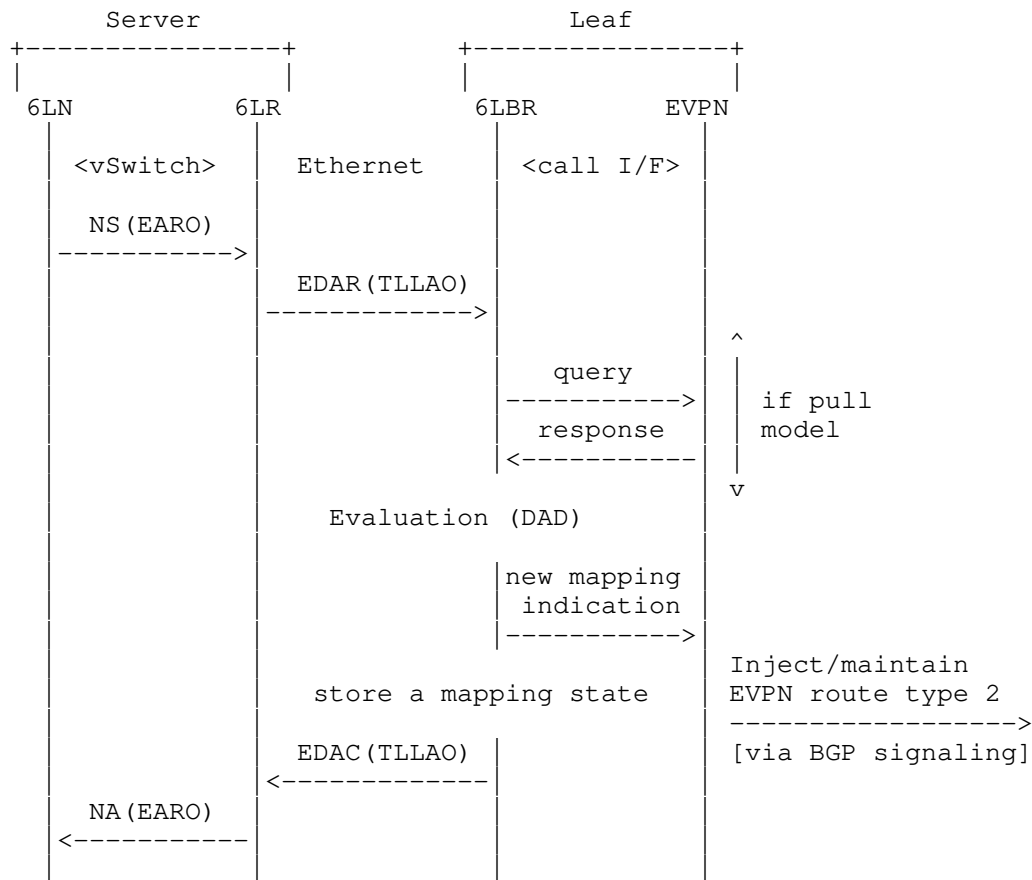 Server Leaf
6LN 6LR 6LBR EVPN
<vSwitch> Ethernet <call I/F>
NS(EARO)
EDAR(TLLAO)
query
if pull
response model
Evaluation (DAD)
new mapping
indication
Inject/maintain
store a mapping state EVPN route type 2
EDAC(TLLAO) [via BGP signaling]
NA(EARO)